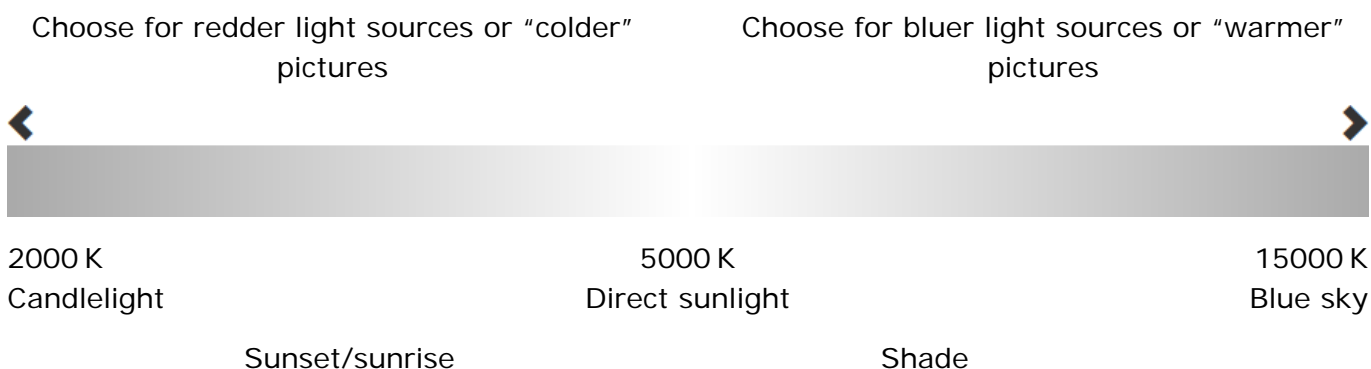 Choose for redder light sources or “colder”
pictures
Choose for bluer light sources or “warmer”
pictures
2000 K
Candlelight
5000 K
Direct sunlight
15000 K
Blue sky
Sunset/sunrise
Shade